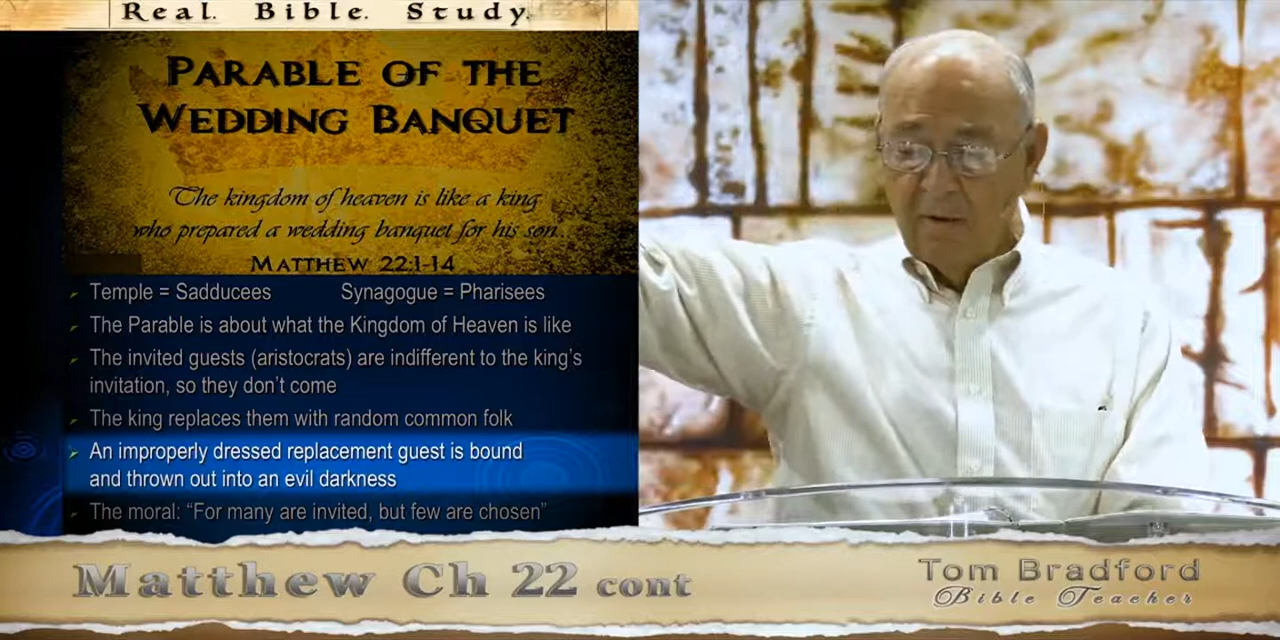 Real. Bible. Study.
Parable of the
Wedding Banquet
The kingdom of heaven is like a king
who prepared a wedding banquet for his son..
Matthew 22:1-14
Temple = Sadducees Synagogue = Pharisees
The Parable is about what the Kingdom of Heaven is like
The invited guests (aristocrats) are indifferent to the king's
invitation, so they don't come
The king replaces them with random common folk
An improperly dressed replacement guest is bound
and thrown out into an evil darkness
The moral: “For many are invited, but few are chosen”
Matthew Ch 22 cont
Tom Bradford
Bible Teacher